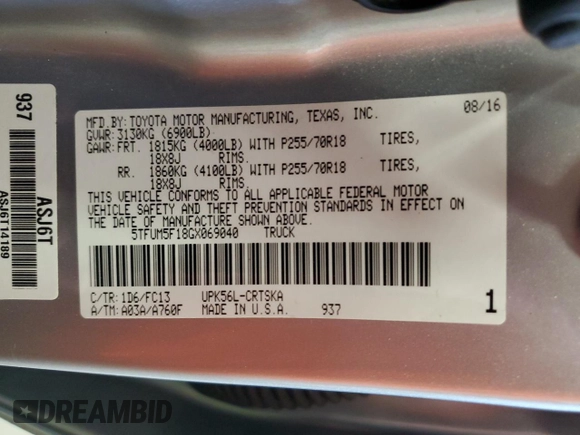 MFD.BY:TOYOTA MOTOR MANUFACTURING, TEXAS, INC. 08/16
GVWR:3130KG (6900LB)
GAWR:FRT. 1815KG (4000LB) WITH P255/70R18 TIRES,
18X8J RIMS.
RR. 1860KG (4100LB) WITH P255/70R18 TIRES,
18X8J RIMS.
THIS VEHICLE CONFORMS TO ALL APPLICABLE FEDERAL MOTOR
VEHICLE SAFETY AND THEFT PREVENTION STANDARDS IN EFFECT ON
THE DATE OF MANUFACTURE SHOWN ABOVE.
5TFUM5F18GX069040 TRUCK
C/TR:1D6/FC13 UPK56L-CRTSKA
A/TM:A03A/A760F MADE IN U.S.A. 937
1
937
ASJ6T
ASJ6T14189
DREAMBID